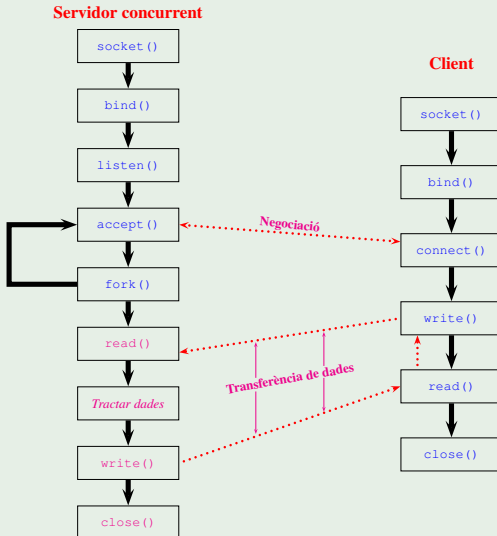 Servidor concurrent
socket()
bind()
listen()
accept()
fork()
read()
Tractar dades
write()
close()
Negociació
Transferència de dades
Client
socket()
bind()
connect()
write()
read()
close()